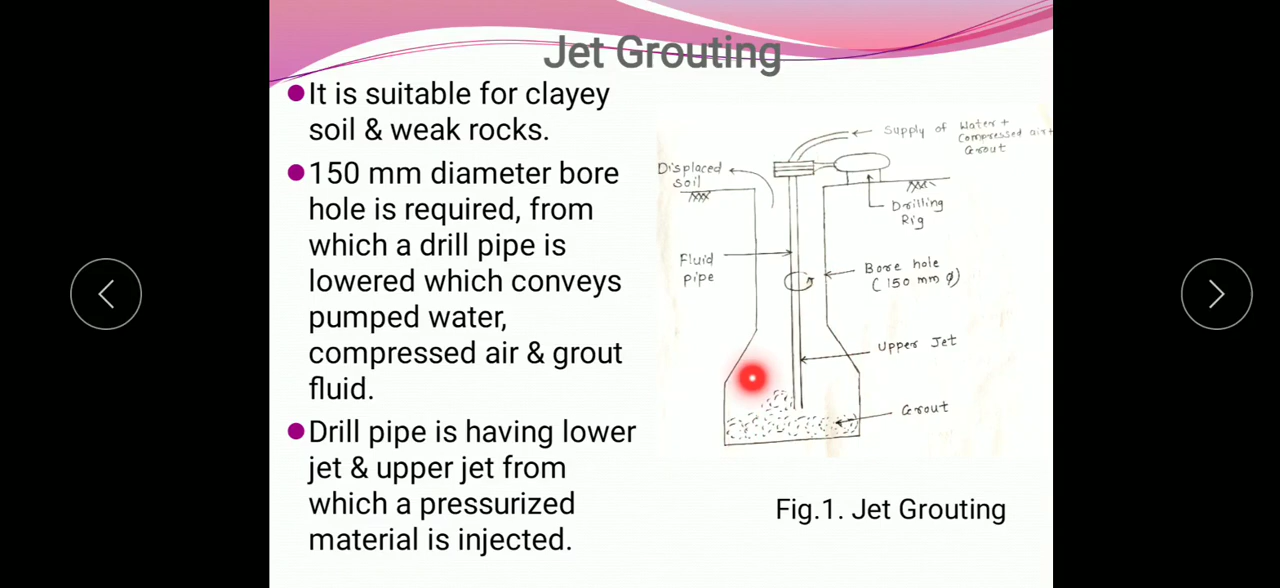 Jet Grouting
It is suitable for clayey
soil & weak rocks.
150 mm diameter bore
hole is required, from
which a drill pipe is
lowered which conveys
pumped water,
compressed air & grout
fluid.
Drill pipe is having lower
jet & upper jet from
which a pressurized
material is injected.
Supply of Water +
Compressed air +
Grout
Displaced
soil
Drilling
Rig
Fluid
pipe
Bore hole
(150 mm φ)
Upper Jet
Grout
Fig.1. Jet Grouting